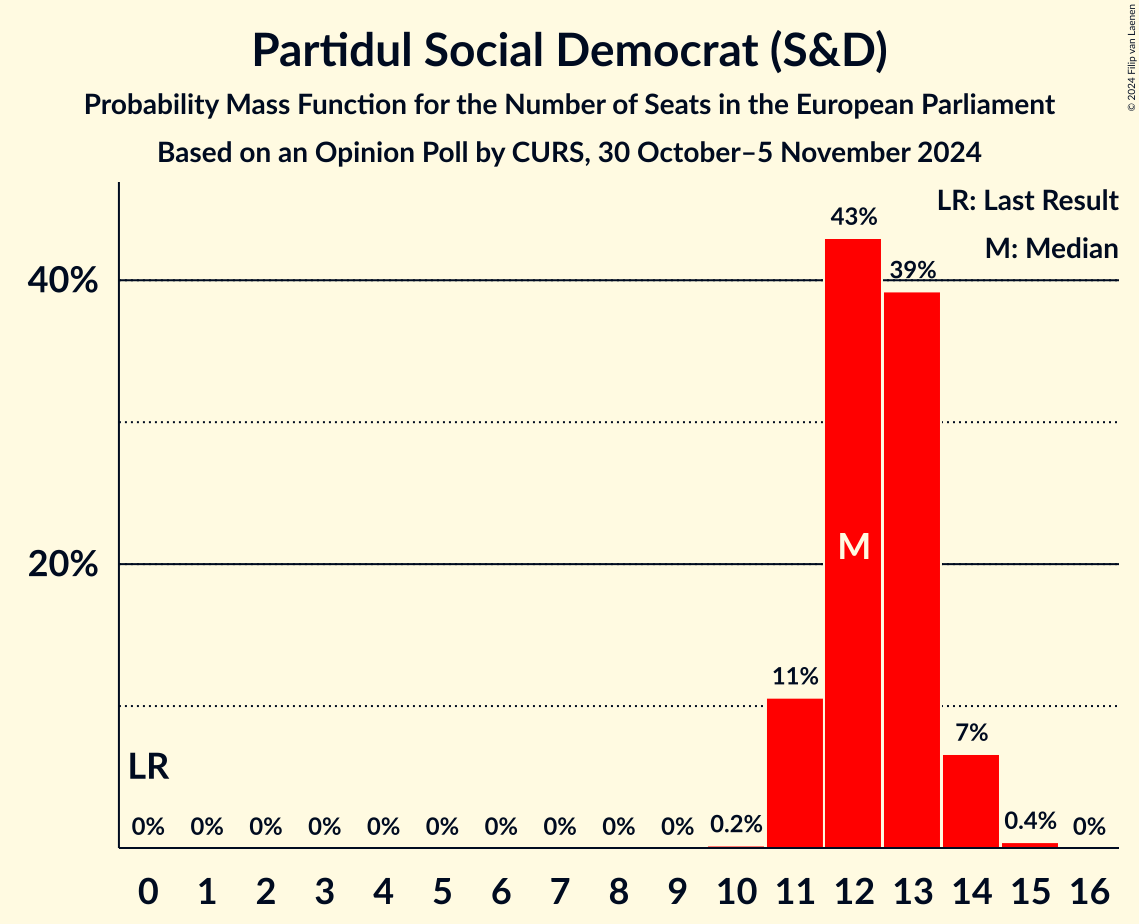 Partidul Social Democrat (S&D)
Probability Mass Function for the Number of Seats in the European Parliament
Based on an Opinion Poll by CURS, 30 October–5 November 2024
© 2024 Filip van Laenen
LR: Last Result
M: Median
43%
39%
40%
M
20%
11%
7%
LR
0% 0% 0% 0% 0% 0% 0% 0% 0% 0% 0.2% 0.4% 0%
0 1 2 3 4 5 6 7 8 9 10 11 12 13 14 15 16